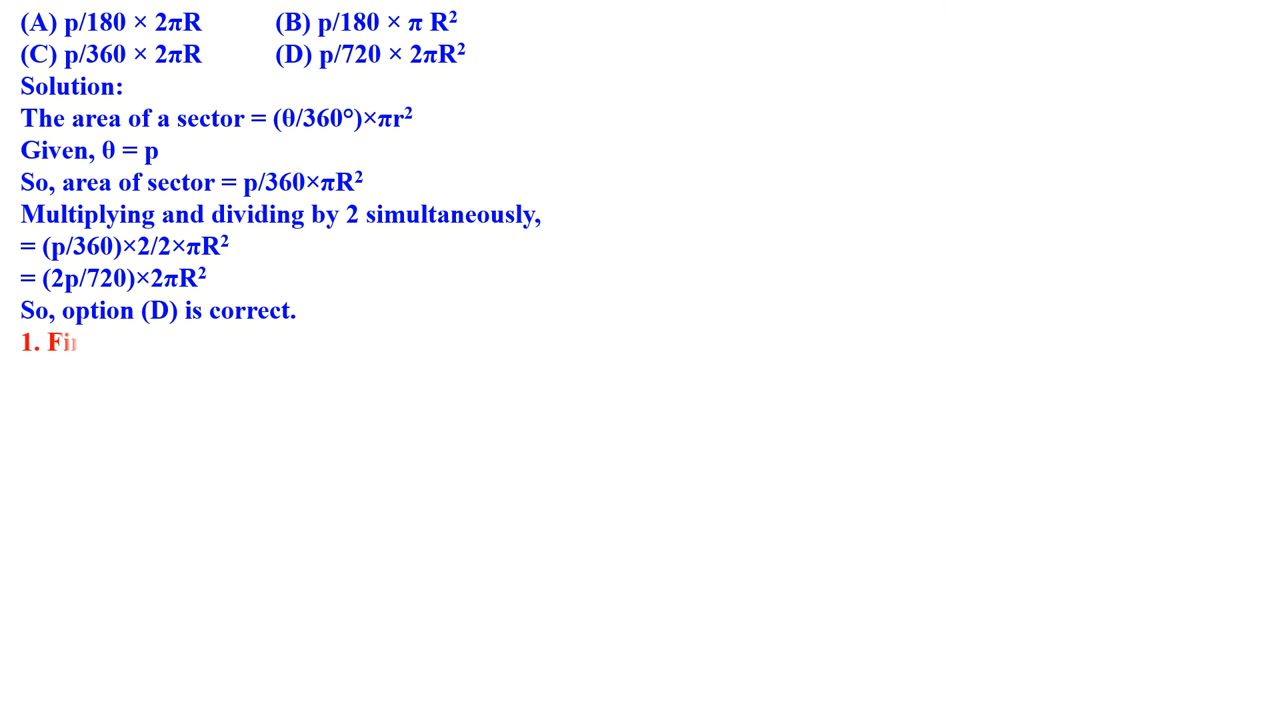 (A) p/180 × 2πR (B) p/180 × π R²
(C) p/360 × 2πR (D) p/720 × 2πR²
Solution:
The area of a sector = (θ/360°)×πr²
Given, θ = p
So, area of sector = p/360×πR²
Multiplying and dividing by 2 simultaneously,
= (p/360)×2/2×πR²
= (2p/720)×2πR²
So, option (D) is correct.
1.